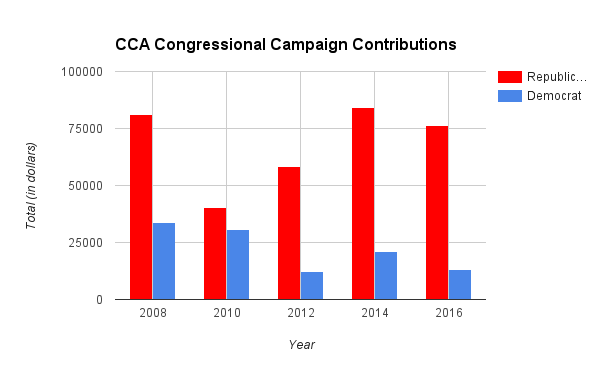 CCA Congressional Campaign Contributions
100000
75000
50000
25000
0
Total (in dollars)
2008
2010
2012
2014
2016
Year
Republic...
Democrat